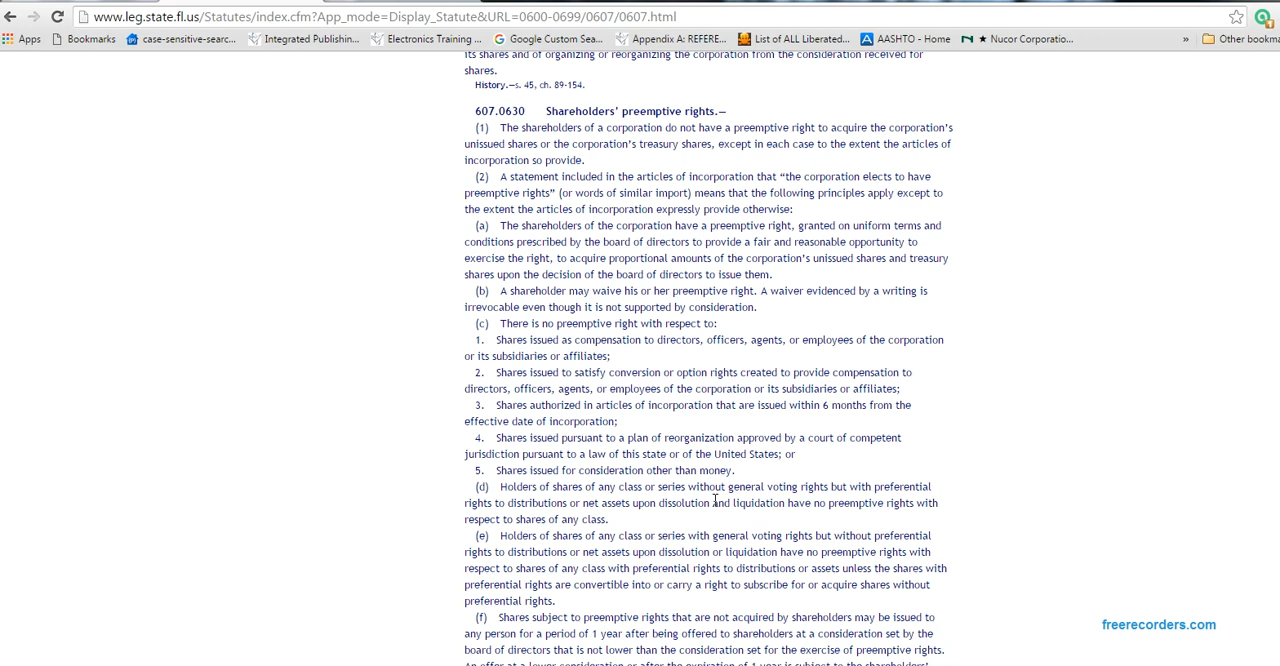 www.leg.state.fl.us/Statutes/index.cfm?App_mode=Display_Statute&URL=0600-0699/0607/0607.html
Apps Bookmarks case-sensitive-searc... Integrated Publishin... Electronics Training ... Google Custom Sea... Appendix A: REFERE... List of ALL Liberated... AASHTO - Home ★ Nucor Corporatio... » Other bookma
its shares and of organizing or reorganizing the corporation from the consideration received for
shares.
History.—s. 45, ch. 89-154.
607.0630 Shareholders’ preemptive rights.—
(1) The shareholders of a corporation do not have a preemptive right to acquire the corporation’s
unissued shares or the corporation’s treasury shares, except in each case to the extent the articles of
incorporation so provide.
(2) A statement included in the articles of incorporation that “the corporation elects to have
preemptive rights” (or words of similar import) means that the following principles apply except to
the extent the articles of incorporation expressly provide otherwise:
(a) The shareholders of the corporation have a preemptive right, granted on uniform terms and
conditions prescribed by the board of directors to provide a fair and reasonable opportunity to
exercise the right, to acquire proportional amounts of the corporation’s unissued shares and treasury
shares upon the decision of the board of directors to issue them.
(b) A shareholder may waive his or her preemptive right. A waiver evidenced by a writing is
irrevocable even though it is not supported by consideration.
(c) There is no preemptive right with respect to:
1. Shares issued as compensation to directors, officers, agents, or employees of the corporation
or its subsidiaries or affiliates;
2. Shares issued to satisfy conversion or option rights created to provide compensation to
directors, officers, agents, or employees of the corporation or its subsidiaries or affiliates;
3. Shares authorized in articles of incorporation that are issued within 6 months from the
effective date of incorporation;
4. Shares issued pursuant to a plan of reorganization approved by a court of competent
jurisdiction pursuant to a law of this state or of the United States; or
5. Shares issued for consideration other than money.
(d) Holders of shares of any class or series without general voting rights but with preferential
rights to distributions or net assets upon dissolution and liquidation have no preemptive rights with
respect to shares of any class.
(e) Holders of shares of any class or series with general voting rights but without preferential
rights to distributions or net assets upon dissolution or liquidation have no preemptive rights with
respect to shares of any class with preferential rights to distributions or assets unless the shares with
preferential rights are convertible into or carry a right to subscribe for or acquire shares without
preferential rights.
(f) Shares subject to preemptive rights that are not acquired by shareholders may be issued to
any person for a period of 1 year after being offered to shareholders at a consideration set by the
board of directors that is not lower than the consideration set for the exercise of preemptive rights.
An offer at a lower consideration or after the expiration of 1 year is subject to the shareholders’
freerecorders.com